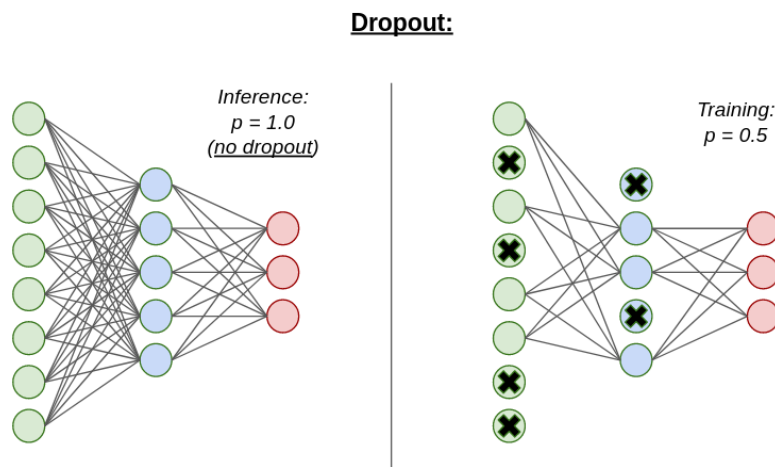 Dropout:
Inference:
p = 1.0
(no dropout)
Training:
p = 0.5